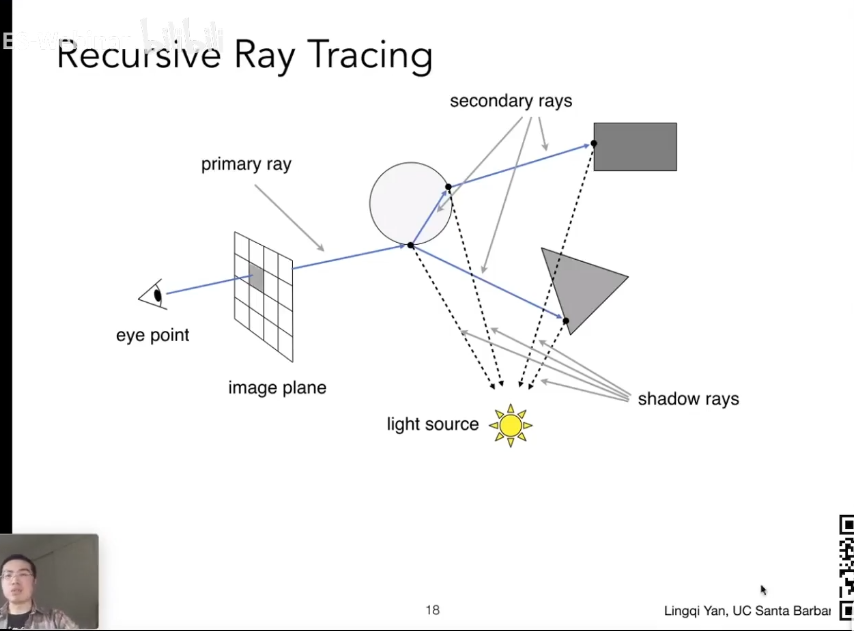 Recursive Ray Tracing
secondary rays
primary ray
eye point
image plane
shadow rays
light source
18
Lingqi Yan, UC Santa Barbar